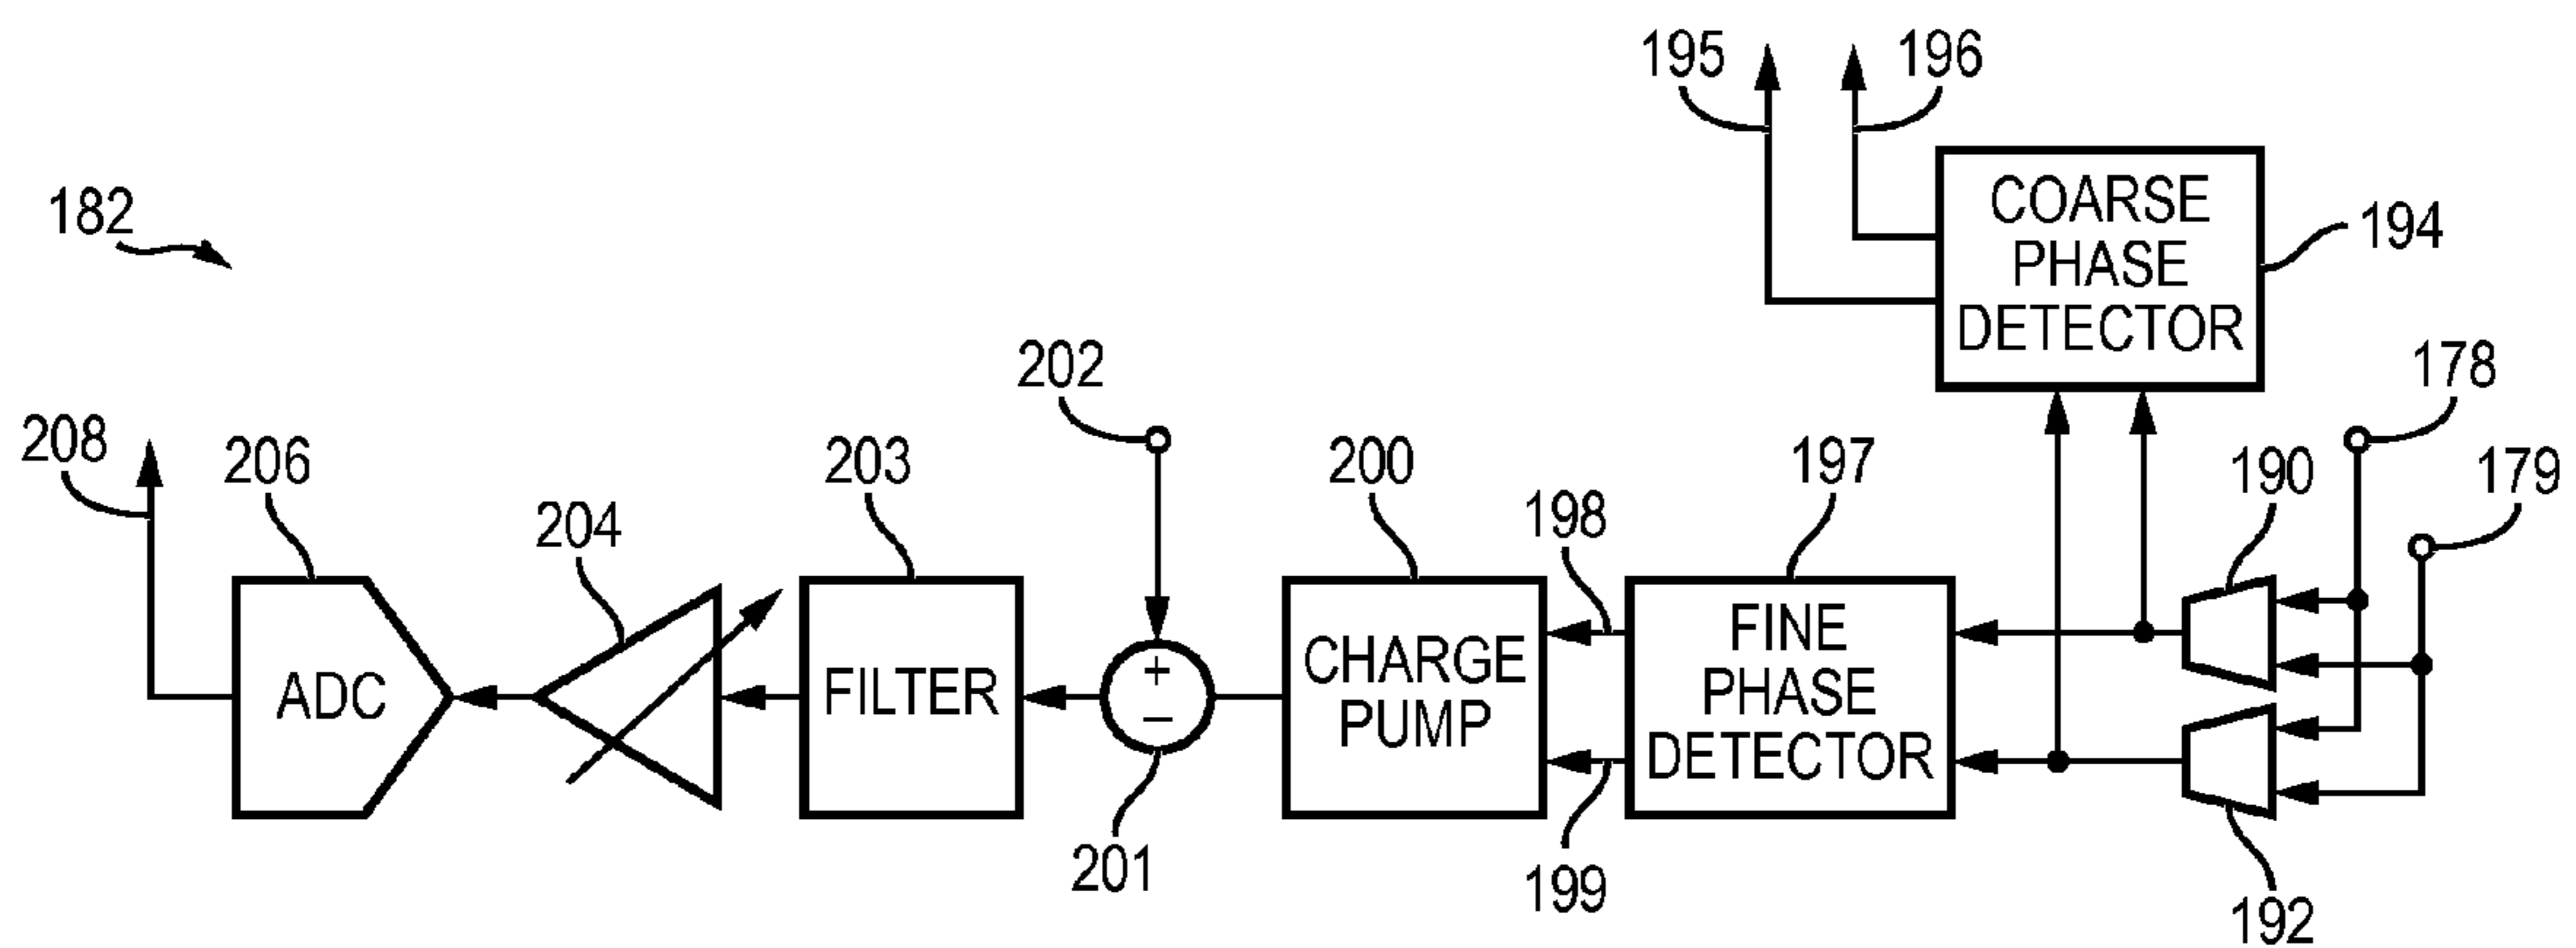 195
196
182
COARSE
PHASE
DETECTOR
194
202
178
208
206
203
200
197
190
179
204
198
ADC
FILTER
+
−
CHARGE
PUMP
FINE
PHASE
DETECTOR
201
199
192